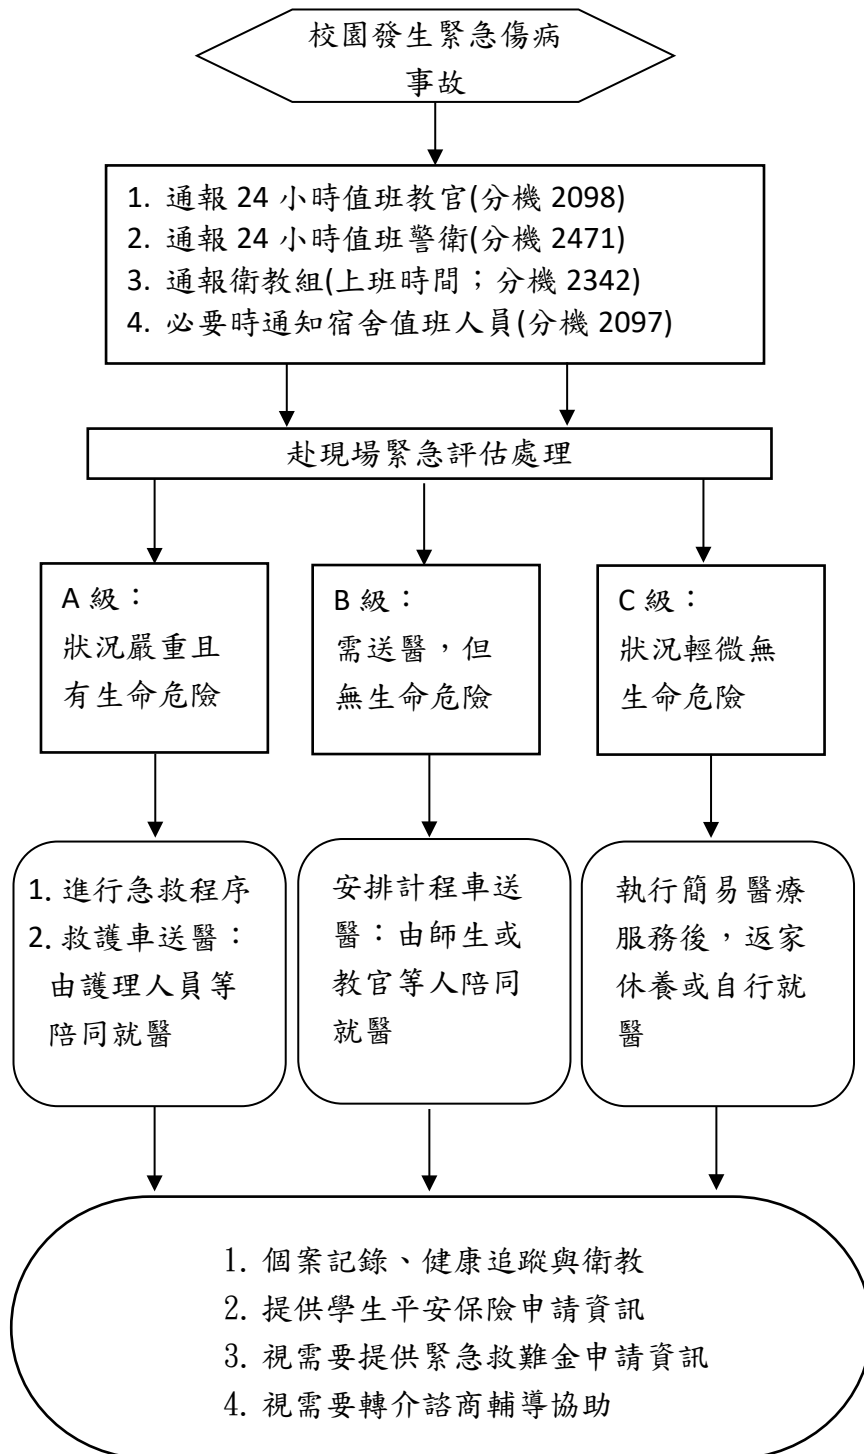 校園發生緊急傷病
事故
1. 通報 24 小時值班教官(分機 2098)
2. 通報 24 小時值班警衛(分機 2471)
3. 通報衛教組(上班時間；分機 2342)
4. 必要時通知宿舍值班人員(分機 2097)
赴現場緊急評估處理
A 級：
狀況嚴重且
有生命危險
B 級：
需送醫，但
無生命危險
C 級：
狀況輕微無
生命危險
1. 進行急救程序
2. 救護車送醫：
由護理人員等
陪同就醫
安排計程車送
醫：由師生或
教官等人陪同
就醫
執行簡易醫療
服務後，返家
休養或自行就
醫
1. 個案記錄、健康追蹤與衛教
2. 提供學生平安保險申請資訊
3. 視需要提供緊急救難金申請資訊
4. 視需要轉介諮商輔導協助